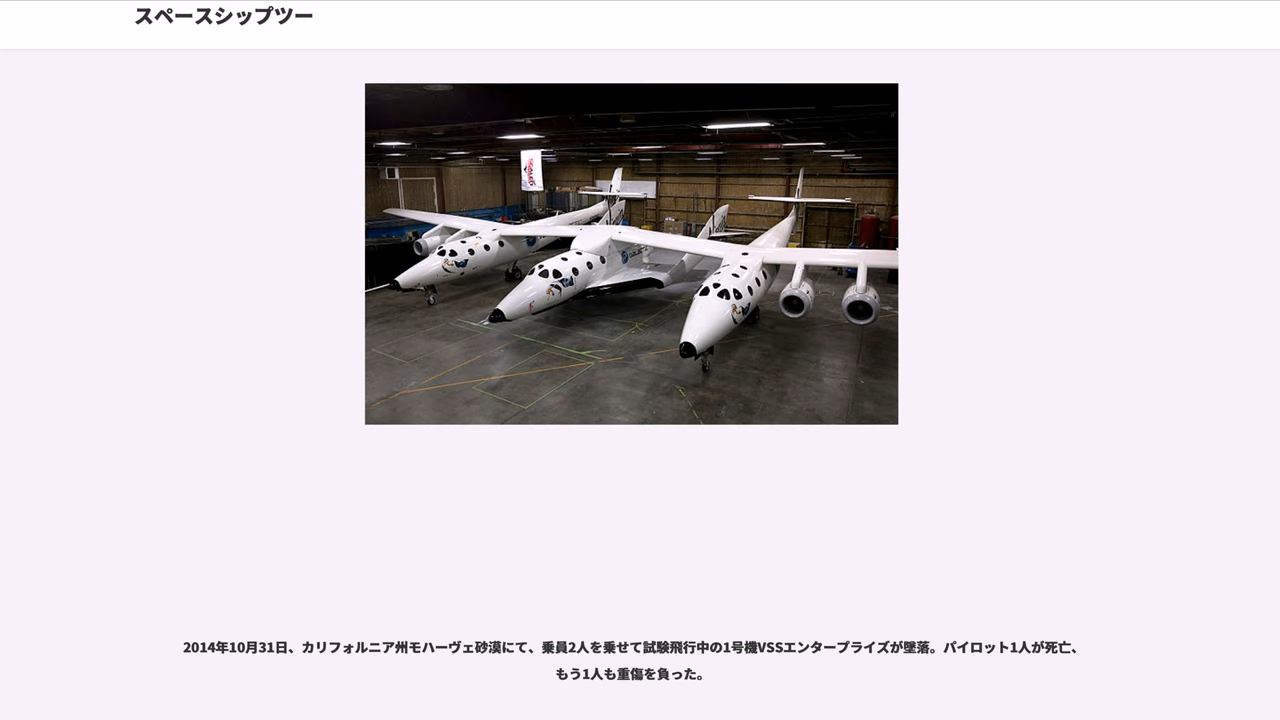 スペースシップツー
2014年10月31日、カリフォルニア州モハーヴェ砂漠にて、乗員2人を乗せて試験飛行中の1号機VSSエンタープライズが墜落。パイロット1人が死亡、
もう1人も重傷を負った。